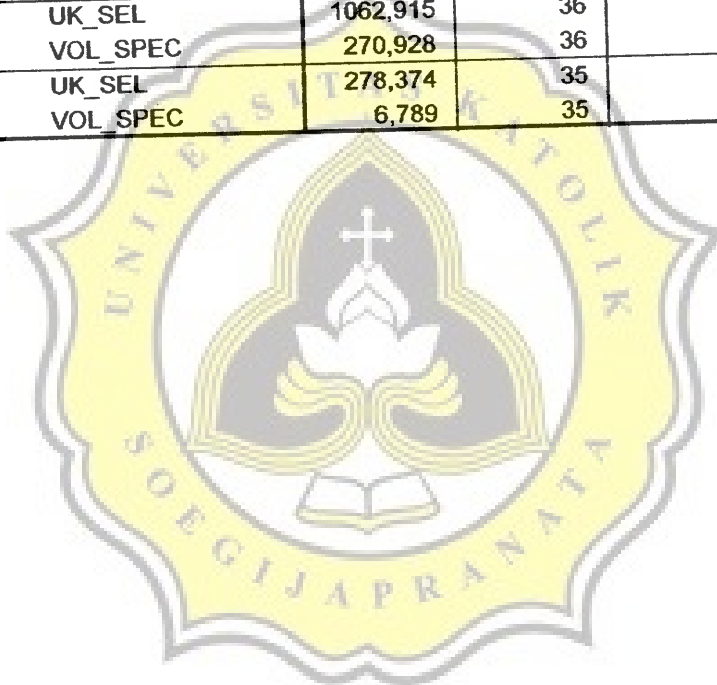 UK_SEL 1062,915 36
VOL_SPEC 270,928 36
UK_SEL 278,374 35
VOL_SPEC 6,789 35
UNIVERSITAS KATOLIK
SOEGIJAPRANATA